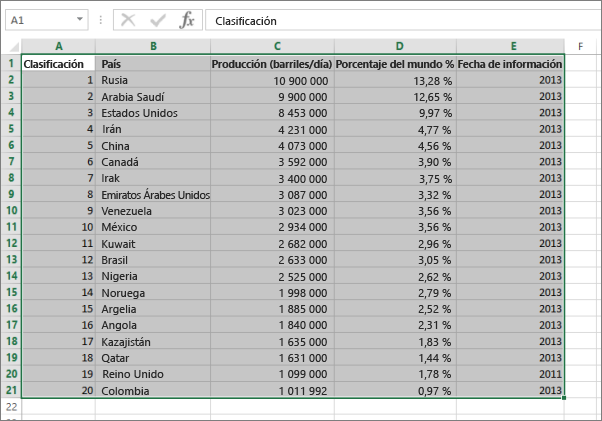 A1 fx Clasificación
A B C D E F
1 Clasificación País Producción (barriles/día) Porcentaje del mundo % Fecha de información
2 1 Rusia 10 900 000 13,28 % 2013
3 2 Arabia Saudí 9 900 000 12,65 % 2013
4 3 Estados Unidos 8 453 000 9,97 % 2013
5 4 Irán 4 231 000 4,77 % 2013
6 5 China 4 073 000 4,56 % 2013
7 6 Canadá 3 592 000 3,90 % 2013
8 7 Irak 3 400 000 3,75 % 2013
9 8 Emiratos Árabes Unidos 3 087 000 3,32 % 2013
10 9 Venezuela 3 023 000 3,56 % 2013
11 10 México 2 934 000 3,56 % 2013
12 11 Kuwait 2 682 000 2,96 % 2013
13 12 Brasil 2 633 000 3,05 % 2013
14 13 Nigeria 2 525 000 2,62 % 2013
15 14 Noruega 1 998 000 2,79 % 2013
16 15 Argelia 1 885 000 2,52 % 2013
17 16 Angola 1 840 000 2,31 % 2013
18 17 Kazajistán 1 635 000 1,83 % 2013
19 18 Qatar 1 631 000 1,44 % 2013
20 19 Reino Unido 1 099 000 1,78 % 2011
21 20 Colombia 1 011 992 0,97 % 2013
22